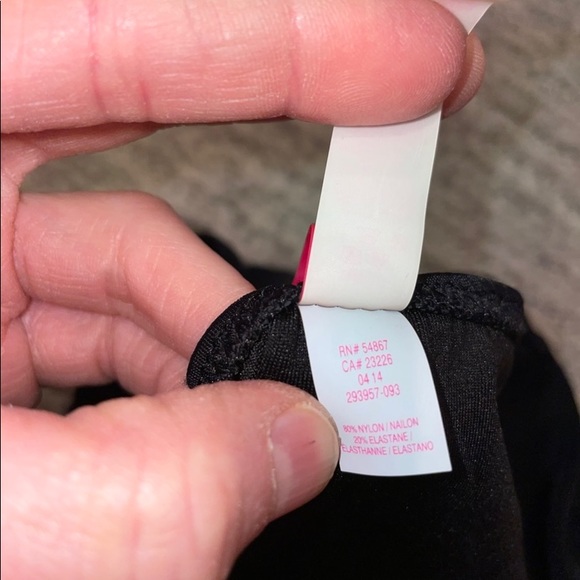 RN# 54867
CA# 23226
04 14
293957-093
80% NYLON / NAILON
20% ELASTANE /
ELASTHANNE / ELASTANO